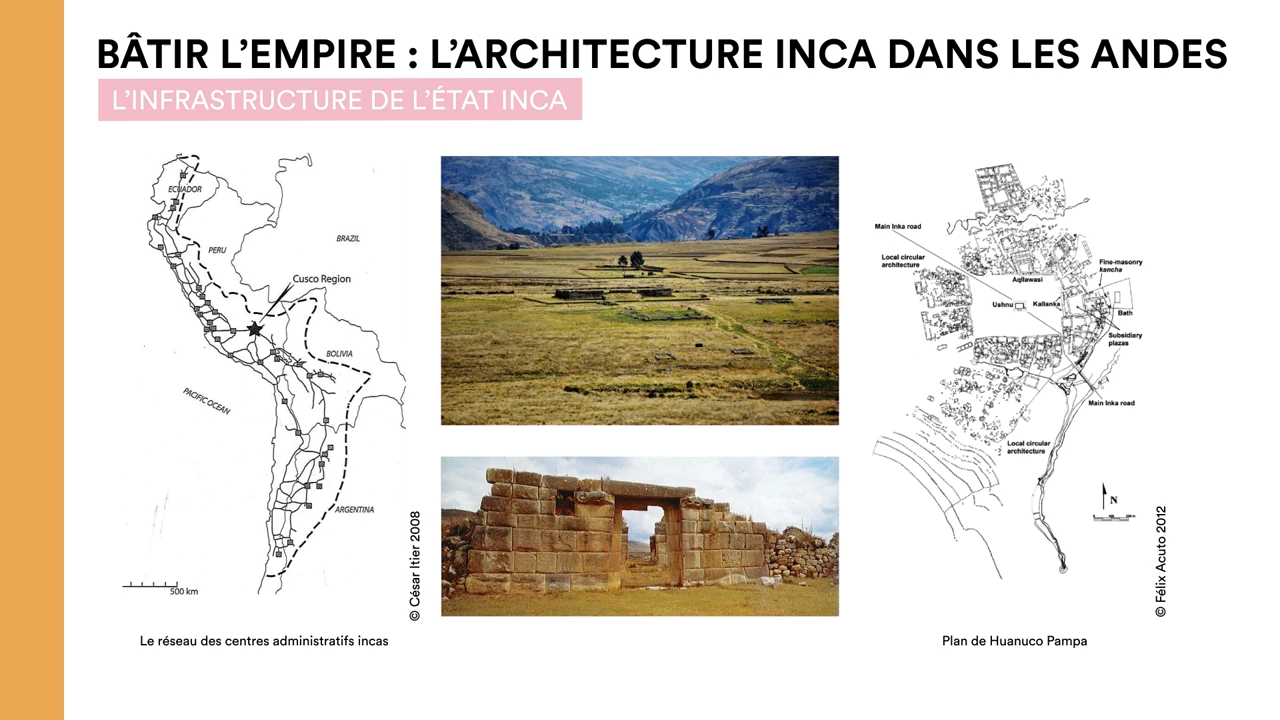 BÂTIR L’EMPIRE : L’ARCHITECTURE INCA DANS LES ANDES
L’INFRASTRUCTURE DE L’ÉTAT INCA
ECUADOR
PERU
BRAZIL
Cusco Region
BOLIVIA
PACIFIC OCEAN
ARGENTINA
500 km
© César Itier 2008
Le réseau des centres administratifs incas
Main Inka road
Local circular
architecture
Aqllawasi
Fine-masonry
kancha
Ushnu
Kallanka
Bath
Subsidiary
plazas
Main Inka road
Local circular
architecture
N
© Félix Acuto 2012
Plan de Huanuco Pampa